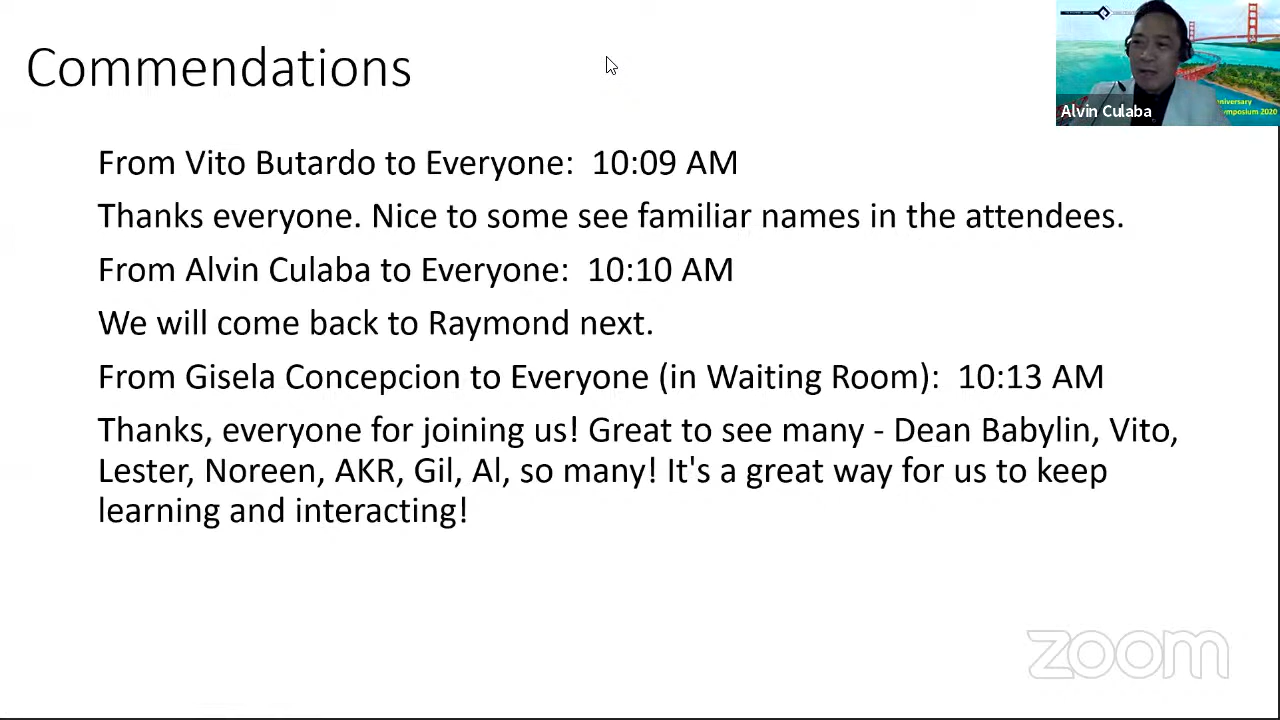 Commendations
niversary
ymposium 2020
Alvin Culaba
From Vito Butardo to Everyone: 10:09 AM
Thanks everyone. Nice to some see familiar names in the attendees.
From Alvin Culaba to Everyone: 10:10 AM
We will come back to Raymond next.
From Gisela Concepcion to Everyone (in Waiting Room): 10:13 AM
Thanks, everyone for joining us! Great to see many - Dean Babylin, Vito,
Lester, Noreen, AKR, Gil, Al, so many! It's a great way for us to keep
learning and interacting!
zoom